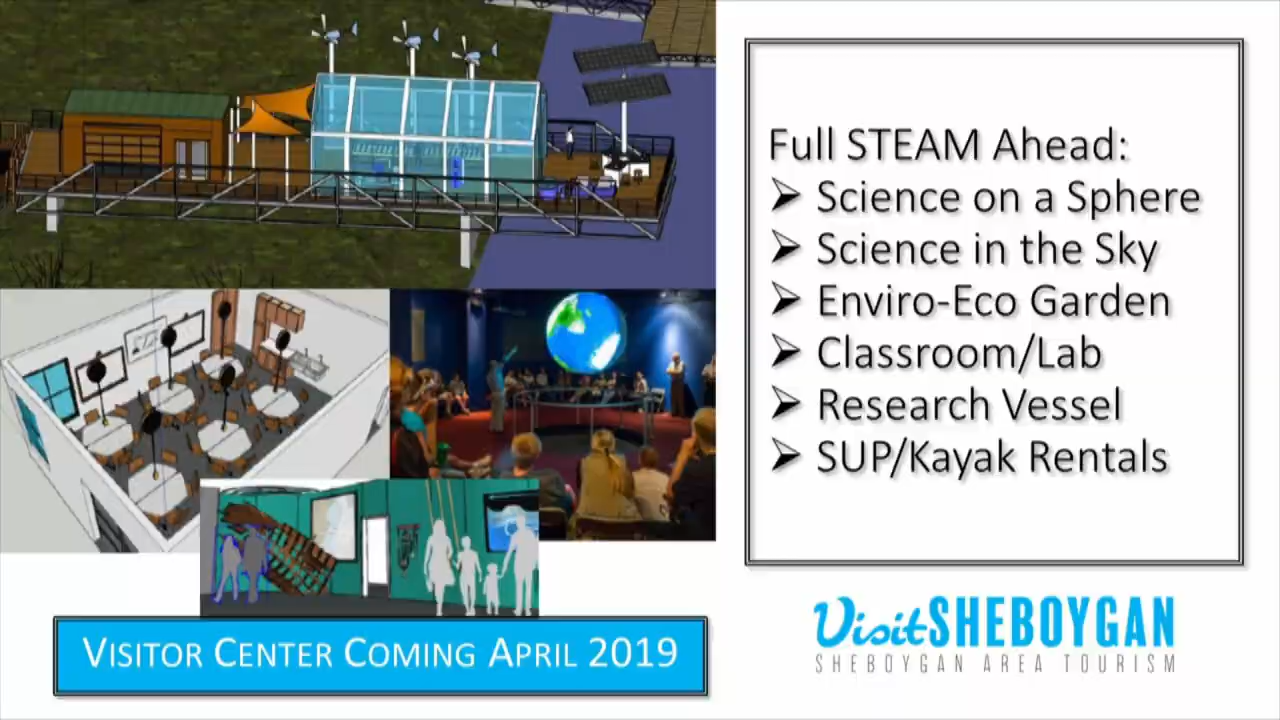 Full STEAM Ahead:
➢ Science on a Sphere
➢ Science in the Sky
➢ Enviro-Eco Garden
➢ Classroom/Lab
➢ Research Vessel
➢ SUP/Kayak Rentals
VISITOR CENTER COMING APRIL 2019
VisitSHEBOYGAN
SHEBOYGAN AREA TOURISM